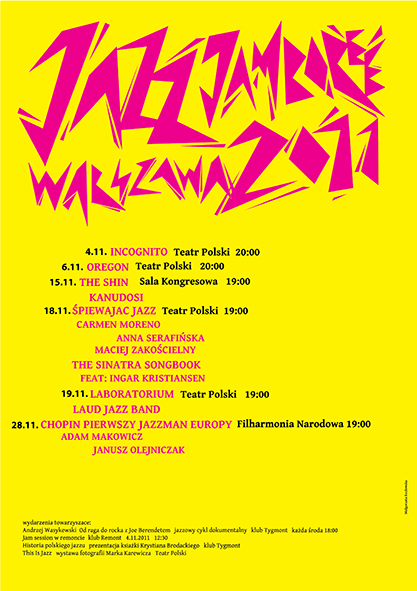 JAZZ JAMBOREE
WARSZAWA 2011
4.11. INCOGNITO Teatr Polski 20:00
6.11. OREGON Teatr Polski 20:00
15.11. THE SHIN Sala Kongresowa 19:00
KANUDOSI
18.11. ŚPIEWAJAC JAZZ Teatr Polski 19:00
CARMEN MORENO
ANNA SERAFIŃSKA
MACIEJ ZAKOŚCIELNY
THE SINATRA SONGBOOK
FEAT: INGAR KRISTIANSEN
19.11. LABORATORIUM Teatr Polski 19:00
LAUD JAZZ BAND
28.11. CHOPIN PIERWSZY JAZZMAN EUROPY Filharmonia Narodowa 19:00
ADAM MAKOWICZ
JANUSZ OLEJNICZAK
wydarzenia towarzyszące:
Andrzej Wasylewski Od raga do rocka z Joe Berendetem jazzowy cykl dokumentalny klub Tygmont każda środa 18:00
Jam session w remoncie klub Remont 4.11.2011 12:30
Historia polskiego jazzu prezentacja książki Krystiana Brodackiego klub Tygmont
This Is Jazz wystawa fotografii Marka Karewicza Teatr Polski